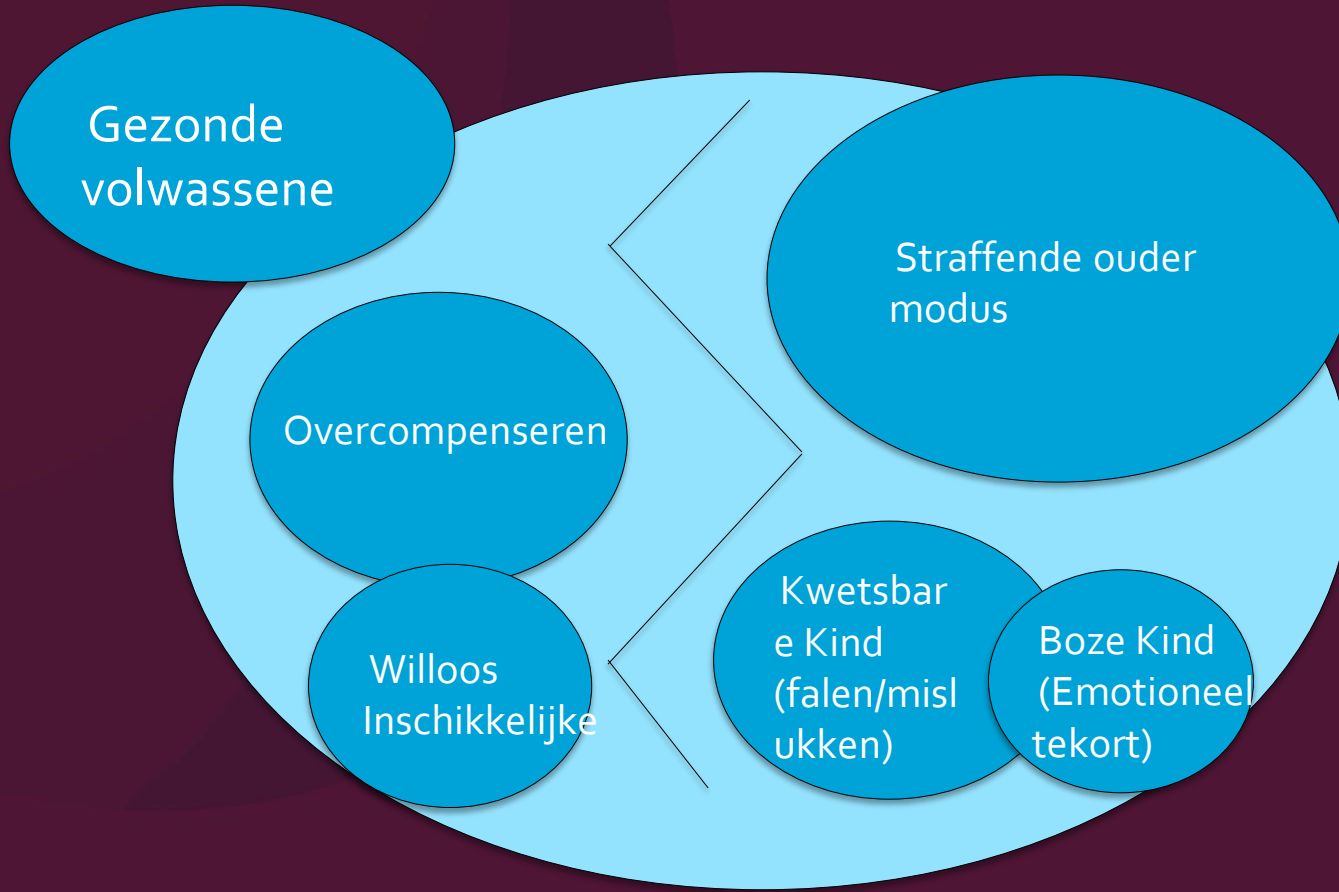 Gezonde
volwassene
Straffende ouder
modus
Overcompenseren
Willoos
Inschikkelijke
Kwetsbar
e Kind
(falen/misl
ukken)
Boze Kind
(Emotioneel
tekort)